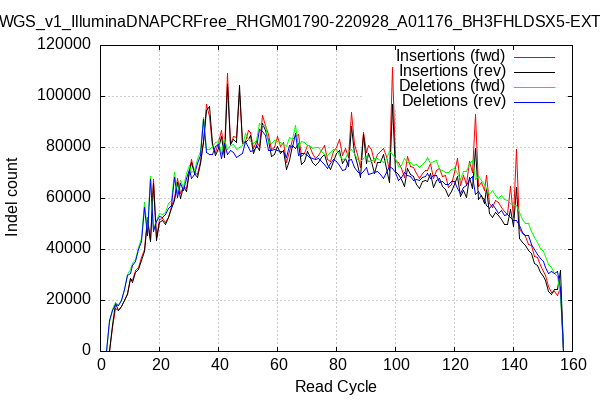 WGS_v1_IlluminaDNAPCRFree_RHGM01790-220928_A01176_BH3FHLDSX5-EXT
120000
100000
80000
60000
40000
20000
0
Indel count
Insertions (fwd)
Insertions (rev)
Deletions (fwd)
Deletions (rev)
0 20 40 60 80 100 120 140 160
Read Cycle